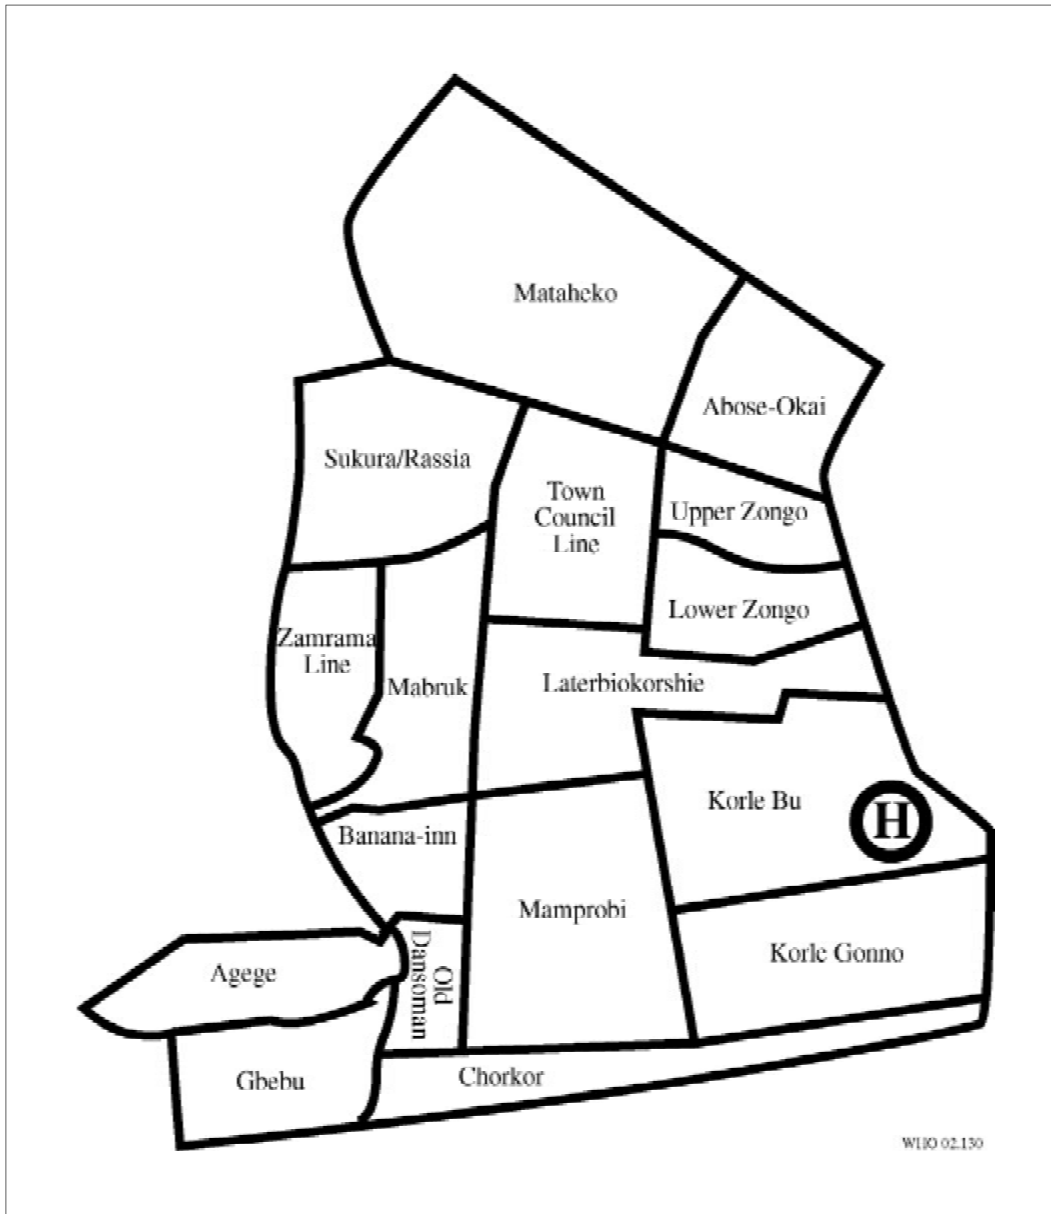 Mataheko
Abose-Okai
Sukura/Rassia
Town
Council
Line
Upper Zongo
Lower Zongo
Zamrama
Line
Mabruk
Laterbiokorshie
Korle Bu
H
Banana-inn
Mamprobi
Korle Gonno
Old
Dansoman
Agege
Gbebu
Chorkor
WHO 02.130